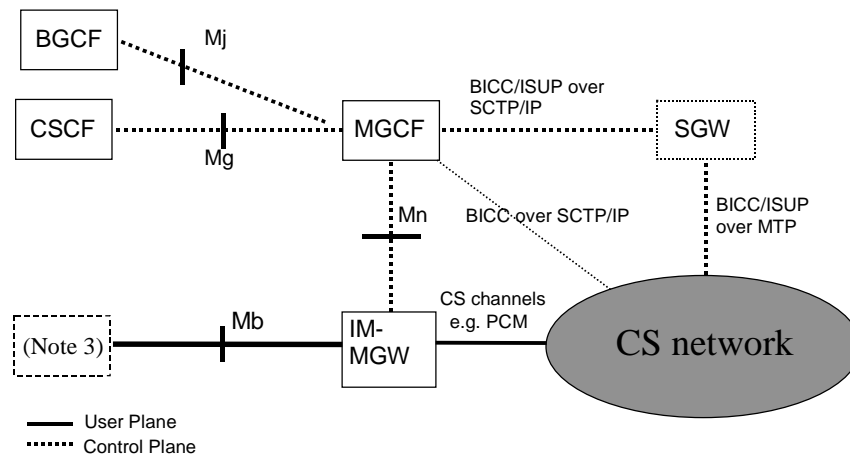 BGCF
Mj
BICC/ISUP over
SCTP/IP
CSCF
Mg
MGCF
SGW
Mn
BICC over SCTP/IP
BICC/ISUP
over MTP
(Note 3)
Mb
IM-
MGW
CS channels
e.g. PCM
CS network
User Plane
Control Plane